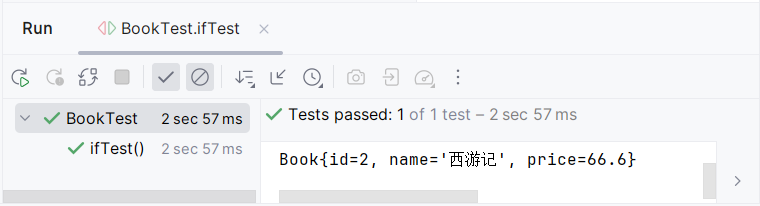 Run BookTest.ifTest
BookTest 2 sec 57 ms
ifTest() 2 sec 57 ms
Tests passed: 1 of 1 test – 2 sec 57 ms
Book{id=2, name='西游记', price=66.6}